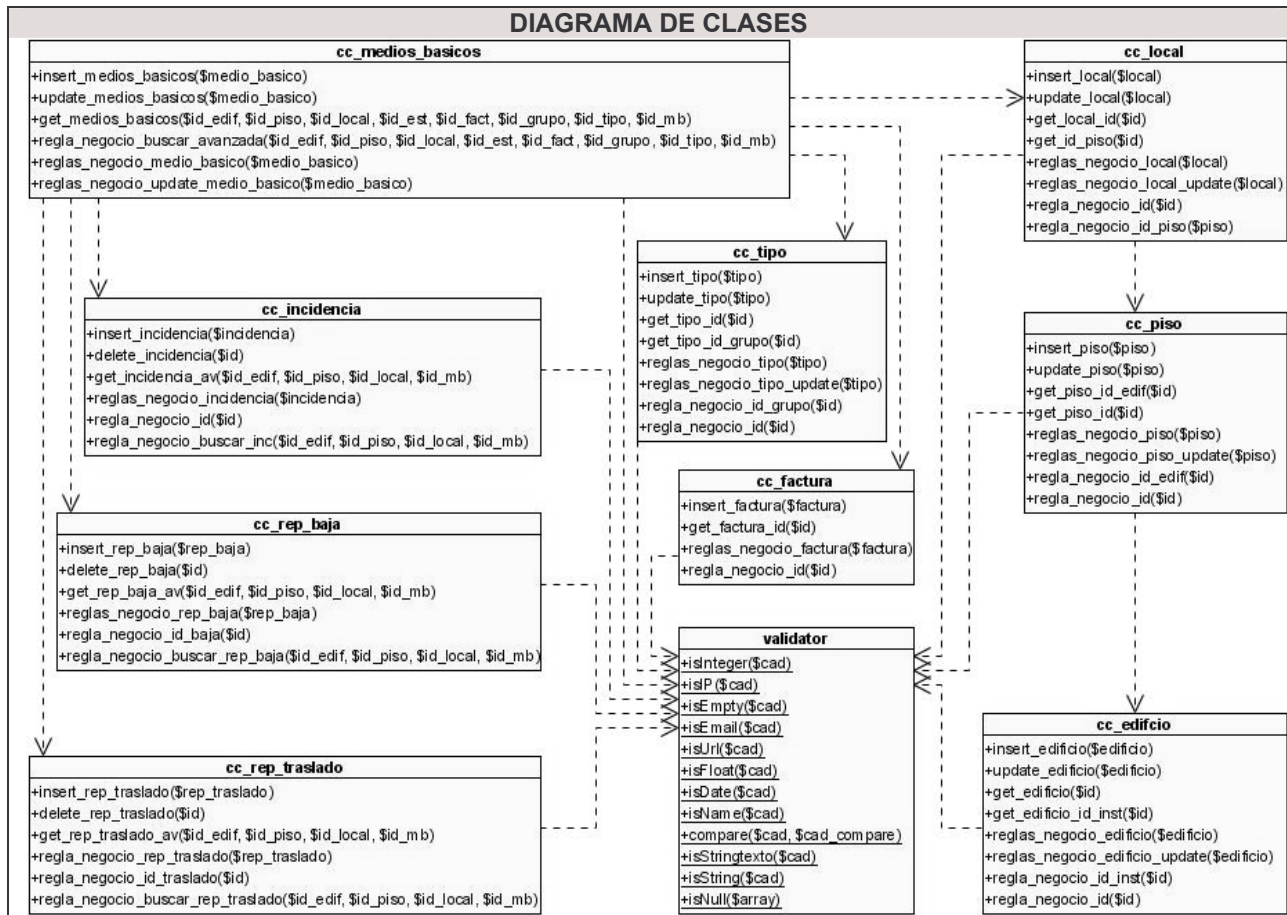 DIAGRAMA DE CLASES
cc_medios_basicos
+insert_medios_basicos($medio_basico)
+update_medios_basicos($medio_basico)
+get_medios_basicos($id_edif, $id_piso, $id_local, $id_est, $id_fact, $id_grupo, $id_tipo, $id_mb)
+regla_negocio_buscar_avanzada($id_edif, $id_piso, $id_local, $id_est, $id_fact, $id_grupo, $id_tipo, $id_mb)
+reglas_negocio_medio_basico($medio_basico)
+reglas_negocio_update_medio_basico($medio_basico)
cc_local
+insert_local($local)
+update_local($local)
+get_local_id($id)
+get_id_piso($id)
+reglas_negocio_local($local)
+reglas_negocio_local_update($local)
+regla_negocio_id($id)
+regla_negocio_id_piso($piso)
cc_tipo
+insert_tipo($tipo)
+update_tipo($tipo)
+get_tipo_id($id)
+get_tipo_id_grupo($id)
+reglas_negocio_tipo($tipo)
+reglas_negocio_tipo_update($tipo)
+regla_negocio_id_grupo($id)
+regla_negocio_id($id)
cc_incidencia
+insert_incidencia($incidencia)
+delete_incidencia($id)
+get_incidencia_av($id_edif, $id_piso, $id_local, $id_mb)
+reglas_negocio_incidencia($incidencia)
+regla_negocio_id($id)
+regla_negocio_buscar_inc($id_edif, $id_piso, $id_local, $id_mb)
cc_piso
+insert_piso($piso)
+update_piso($piso)
+get_piso_id_edif($id)
+get_piso_id($id)
+reglas_negocio_piso($piso)
+reglas_negocio_piso_update($piso)
+regla_negocio_id_edif($id)
+regla_negocio_id($id)
cc_factura
+insert_factura($factura)
+get_factura_id($id)
+reglas_negocio_factura($factura)
+regla_negocio_id($id)
cc_rep_baja
+insert_rep_baja($rep_baja)
+delete_rep_baja($id)
+get_rep_baja_av($id_edif, $id_piso, $id_local, $id_mb)
+reglas_negocio_rep_baja($rep_baja)
+regla_negocio_id_baja($id)
+regla_negocio_buscar_rep_baja($id_edif, $id_piso, $id_local, $id_mb)
validator
+isInteger($cad)
+isIP($cad)
+isEmpty($cad)
+isEmail($cad)
+isUrl($cad)
+isFloat($cad)
+isDate($cad)
+isName($cad)
+compare($cad, $cad_compare)
+isStringtexto($cad)
+isString($cad)
+isNull($array)
cc_edifcio
+insert_edificio($edificio)
+update_edificio($edificio)
+get_edificio($id)
+get_edificio_id_inst($id)
+reglas_negocio_edificio($edificio)
+reglas_negocio_edificio_update($edificio)
+regla_negocio_id_inst($id)
+regla_negocio_id($id)
cc_rep_traslado
+insert_rep_traslado($rep_traslado)
+delete_rep_traslado($id)
+get_rep_traslado_av($id_edif, $id_piso, $id_local, $id_mb)
+regla_negocio_rep_traslado($rep_traslado)
+regla_negocio_id_traslado($id)
+regla_negocio_buscar_rep_traslado($id_edif, $id_piso, $id_local, $id_mb)